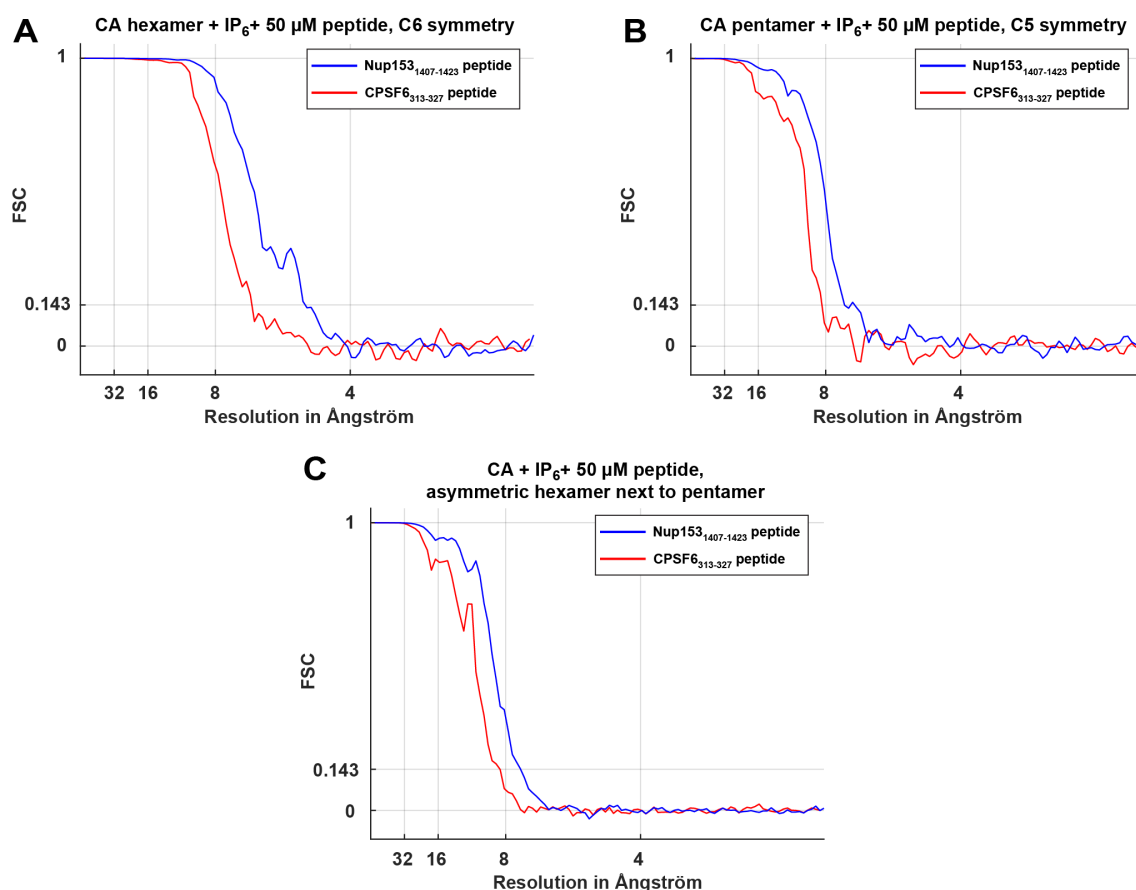 A
CA hexamer + IP6+ 50 µM peptide, C6 symmetry
1
Nup1531407-1423 peptide
CPSF6313-327 peptide
FSC
0.143
0
32 16 8 4
Resolution in Ångström
B
CA pentamer + IP6+ 50 µM peptide, C5 symmetry
1
Nup1531407-1423 peptide
CPSF6313-327 peptide
FSC
0.143
0
32 16 8 4
Resolution in Ångström
C
CA + IP6+ 50 µM peptide,
asymmetric hexamer next to pentamer
1
Nup1531407-1423 peptide
CPSF6313-327 peptide
FSC
0.143
0
32 16 8 4
Resolution in Ångström